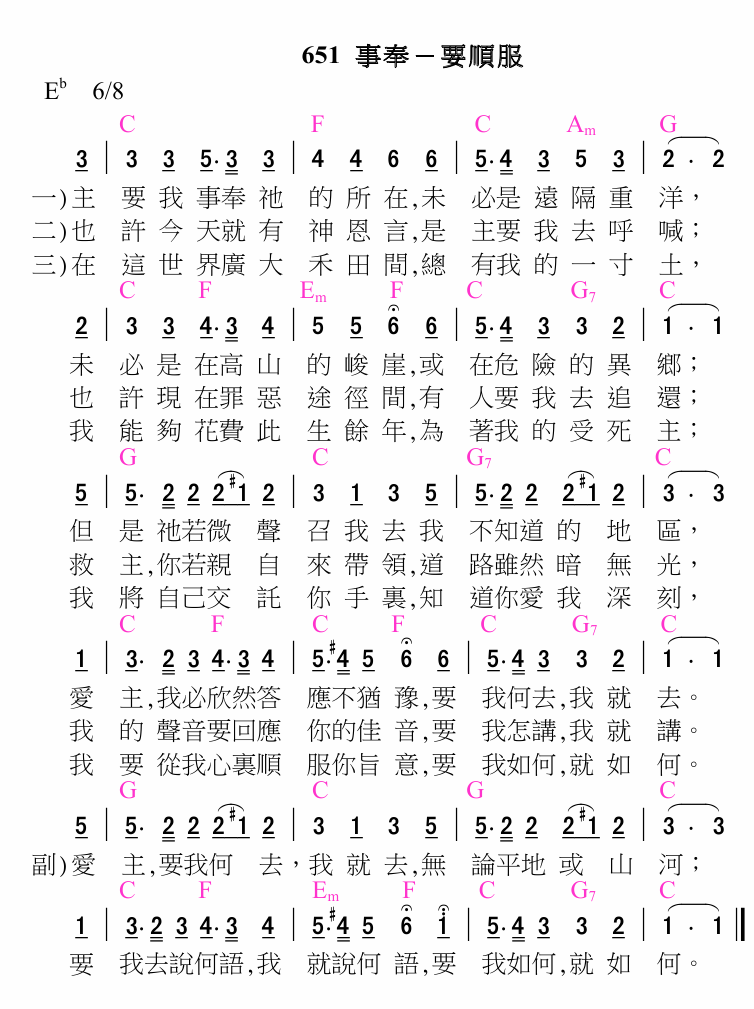 651 事奉－要順服
E♭ 6/8
C F C Am G
3 | 3 3 5· 3 3 | 4 4 6 6 | 5· 4 3 5 3 | 2 · 2
一)主 要 我 事奉 祂 的 所 在,未 必是 遠 隔 重 洋，
二)也 許 今 天就 有 神 恩 言,是 主要 我 去 呼 喊；
三)在 這 世 界廣 大 禾 田 間,總 有我 的 一 寸 土，
C F Em F C G7 C
2 | 3 3 4· 3 4 | 5 5 6 6 | 5· 4 3 3 2 | 1 · 1
未 必 是 在高 山 的 峻 崖,或 在危 險 的 異 鄉；
也 許 現 在罪 惡 途 徑 間,有 人要 我 去 追 還；
我 能 夠 花費 此 生 餘 年,為 著我 的 受 死 主；
G C G7 C
5 | 5· 2 2 2 #1 2 | 3 1 3 5 | 5· 2 2 2 #1 2 | 3 · 3
但 是 祂若微 聲 召 我 去 我 不知道 的 地 區，
救 主,你若親 自 來 帶 領,道 路雖然 暗 無 光，
我 將 自己交 託 你 手 裏,知 道你愛 我 深 刻，
C F C F C G7 C
1 | 3· 2 3 4· 3 4 | 5· #4 5 6 6 | 5· 4 3 3 2 | 1 · 1
愛 主,我必欣然答 應不猶 豫,要 我何去,我 就 去。
我 的 聲音要回應 你的佳 音,要 我怎講,我 就 講。
我 要 從我心裏順 服你旨 意,要 我如何,就 如 何。
G C G C
5 | 5· 2 2 2 #1 2 | 3 1 3 5 | 5· 2 2 2 #1 2 | 3 · 3
副)愛 主,要我何 去，我 就 去,無 論平地 或 山 河；
C F Em F C G7 C
1 | 3· 2 3 4· 3 4 | 5· #4 5 6 i | 5· 4 3 3 2 | 1 · 1
要 我去說何語,我 就說何 語,要 我如何,就 如 何。